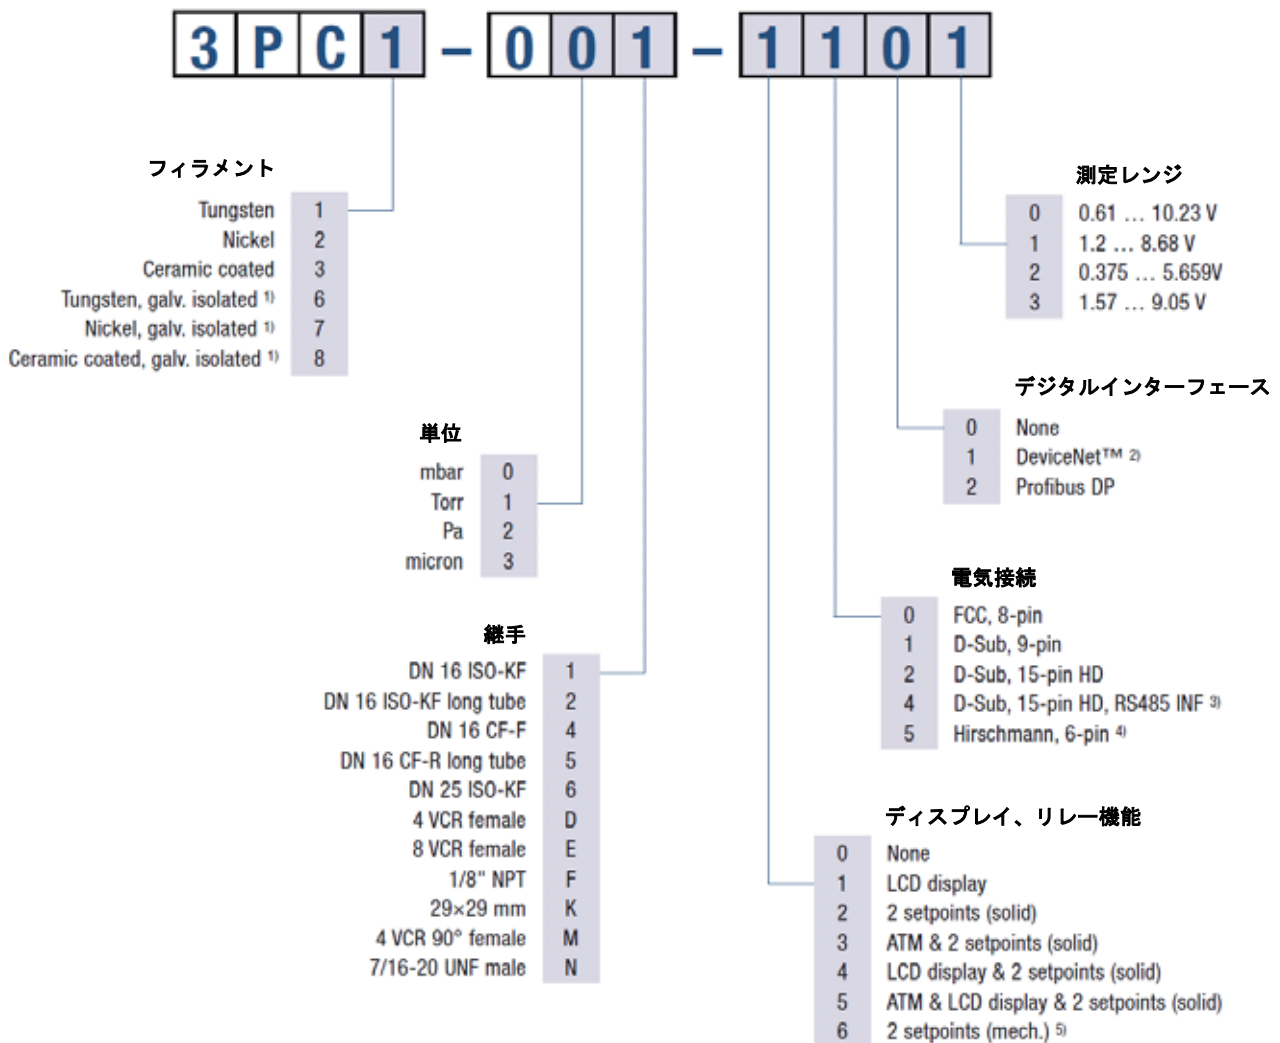 3PC1-001-1101
フィラメント
Tungsten 1
Nickel 2
Ceramic coated 3
Tungsten, galv. isolated 1) 6
Nickel, galv. isolated 1) 7
Ceramic coated, galv. isolated 1) 8
単位
mbar 0
Torr 1
Pa 2
micron 3
継手
DN 16 ISO-KF 1
DN 16 ISO-KF long tube 2
DN 16 CF-F 4
DN 16 CF-R long tube 5
DN 25 ISO-KF 6
4 VCR female D
8 VCR female E
1/8" NPT F
29×29 mm K
4 VCR 90° female M
7/16-20 UNF male N
測定レンジ
0 0.61 … 10.23 V
1 1.2 … 8.68 V
2 0.375 … 5.659V
3 1.57 … 9.05 V
デジタルインターフェース
0 None
1 DeviceNet™ 2)
2 Profibus DP
電気接続
0 FCC, 8-pin
1 D-Sub, 9-pin
2 D-Sub, 15-pin HD
4 D-Sub, 15-pin HD, RS485 INF 3)
5 Hirschmann, 6-pin 4)
ディスプレイ、リレー機能
0 None
1 LCD display
2 2 setpoints (solid)
3 ATM & 2 setpoints (solid)
4 LCD display & 2 setpoints (solid)
5 ATM & LCD display & 2 setpoints (solid)
6 2 setpoints (mech.) 5)